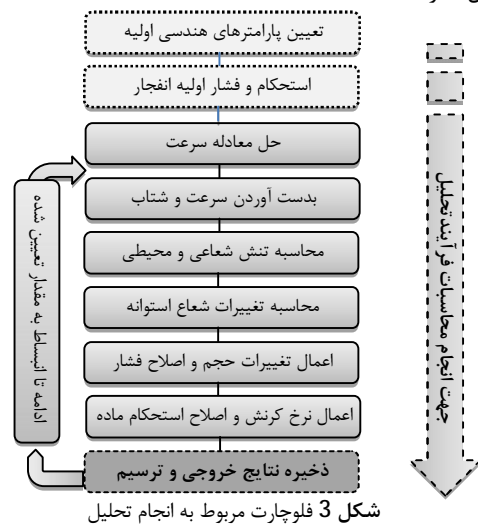 تعیین پارامترهای هندسی اولیه
استحکام و فشار اولیه انفجار
حل معادله سرعت
بدست آوردن سرعت و شتاب
محاسبه تنش شعاعی و محیطی
محاسبه تغییرات شعاع استوانه
اعمال تغییرات حجم و اصلاح فشار
اعمال نرخ کرنش و اصلاح استحکام ماده
ذخیره نتایج خروجی و ترسیم
ادامه تا انبساط به مقدار تعیین شده
جهت انجام محاسبات فرآیند تحلیل
شکل 3 فلوچارت مربوط به انجام تحلیل